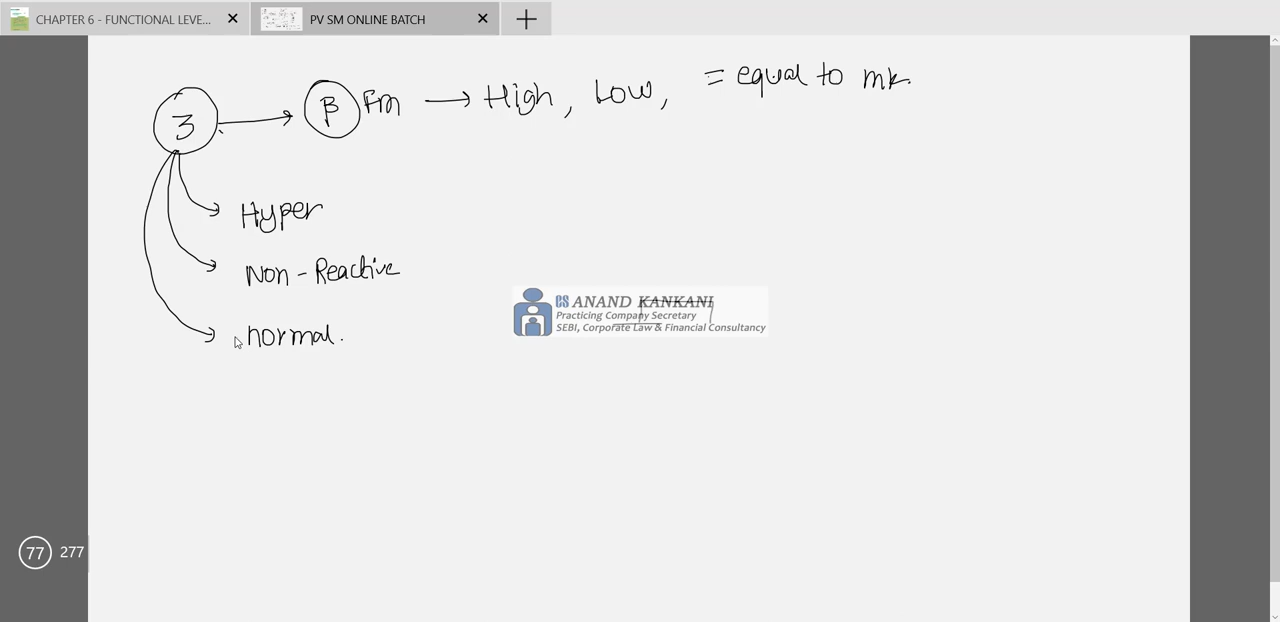 CHAPTER 6 - FUNCTIONAL LEVE...
PV SM ONLINE BATCH
3 → β Fm → High, Low, = equal to mk.
Hyper
Non-Reactive
normal.
CS ANAND KANKANI
Practicing Company Secretary
SEBI, Corporate Law & Financial Consultancy
77 277